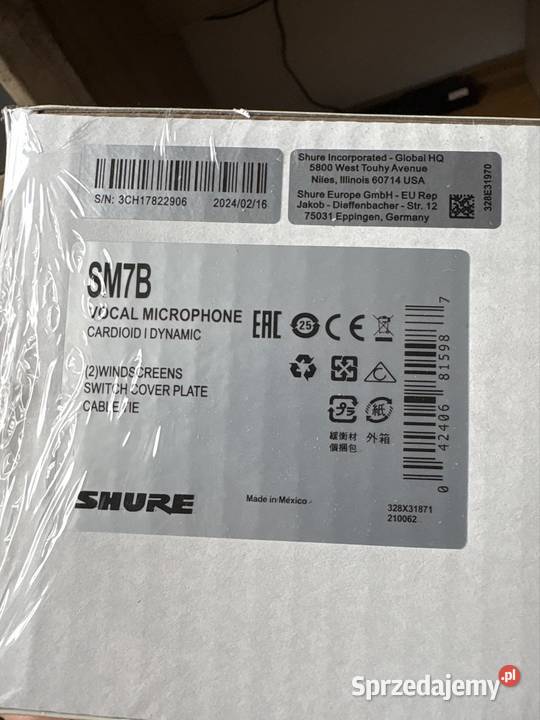 S/N: 3CH17822906 2024/02/16
Shure Incorporated - Global HQ
5800 West Touhy Avenue
Niles, Illinois 60714 USA
Shure Europe GmbH - EU Rep
Jakob - Dieffenbacher - Str. 12
75031 Eppingen, Germany
328E31970
SM7B
VOCAL MICROPHONE
CARDIOID I DYNAMIC
EAC 25 CE
(2)WINDSCREENS
SWITCH COVER PLATE
CABLE TIE
C
プラ 紙
緩衝材 外箱
個梱包
0 42406 81598 7
SHURE
Made in México
328X31871
210062
Sprzedajemy.pl